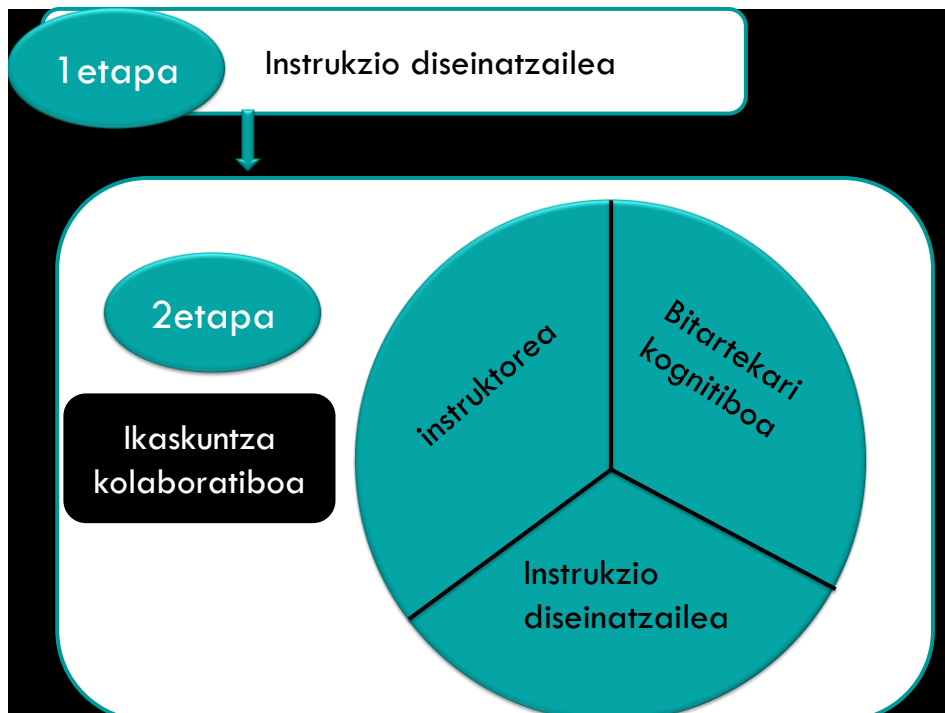 1etapa
Instrukzio diseinatzailea
2etapa
Ikaskuntza
kolaboratiboa
instruktorea
Bitartekari
kognitiboa
Instrukzio
diseinatzailea